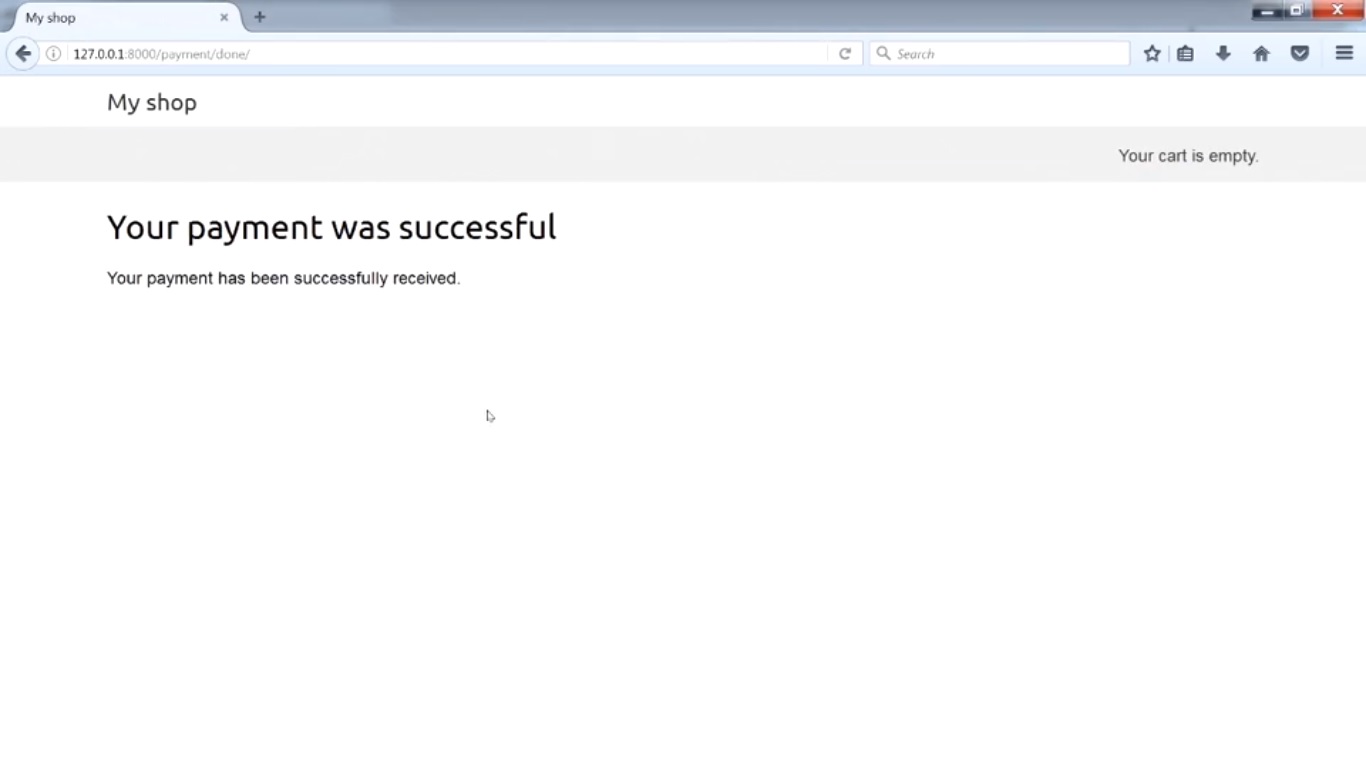 My shop
127.0.0.1:8000/payment/done/
Search
My shop
Your cart is empty.
Your payment was successful
Your payment has been successfully received.